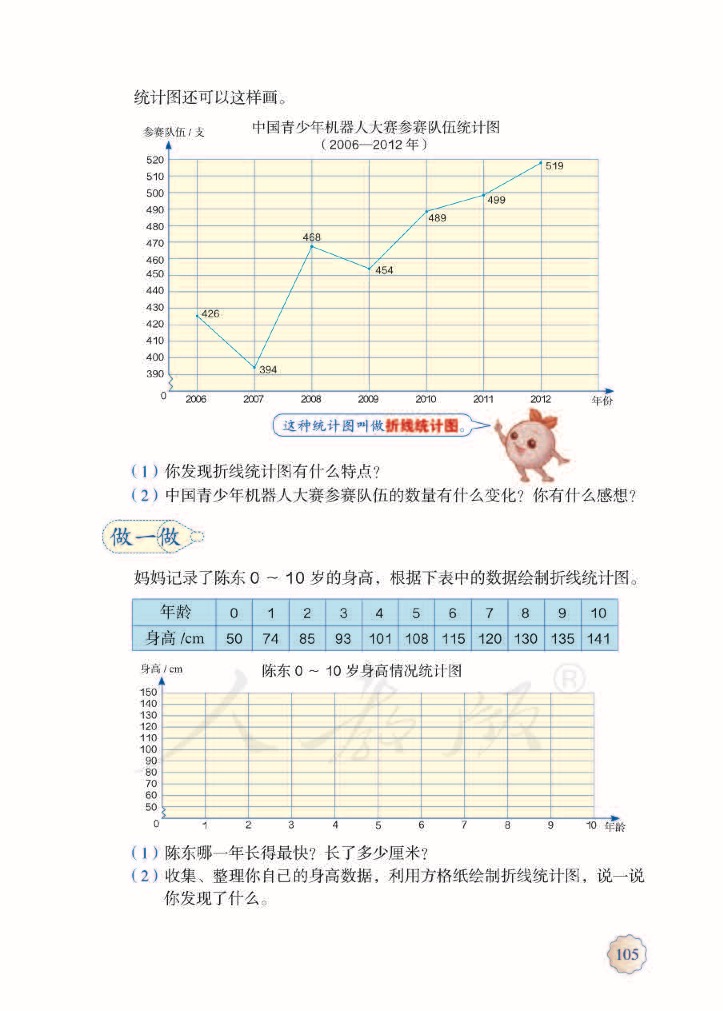 统计图还可以这样画。
参赛队伍 / 支
中国青少年机器人大赛参赛队伍统计图
（2006—2012 年）
520
510
500
490
480
470
460
450
440
430
420
410
400
390
0
426
394
468
454
489
499
519
2006 2007 2008 2009 2010 2011 2012 年份
这种统计图叫做折线统计图。
（1）你发现折线统计图有什么特点？
（2）中国青少年机器人大赛参赛队伍的数量有什么变化？你有什么感想？
做一做
妈妈记录了陈东 0 ~ 10 岁的身高，根据下表中的数据绘制折线统计图。
年龄 0 1 2 3 4 5 6 7 8 9 10
身高 /cm 50 74 85 93 101 108 115 120 130 135 141
身高 / cm
陈东 0 ~ 10 岁身高情况统计图
150
140
130
120
110
100
90
80
70
60
50
0 1 2 3 4 5 6 7 8 9 10 年龄
人教版®
（1）陈东哪一年长得最快？长了多少厘米？
（2）收集、整理你自己的身高数据，利用方格纸绘制折线统计图，说一说
你发现了什么。
105